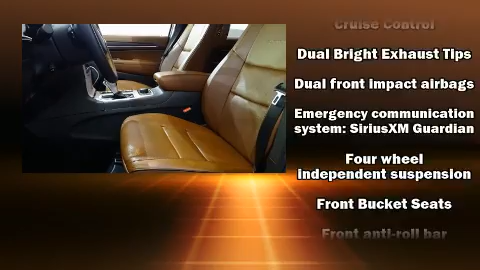 Cruise Control
Dual Bright Exhaust Tips
Dual front impact airbags
Emergency communication
system: SiriusXM Guardian
Four wheel
independent suspension
Front Bucket Seats
Front anti-roll bar